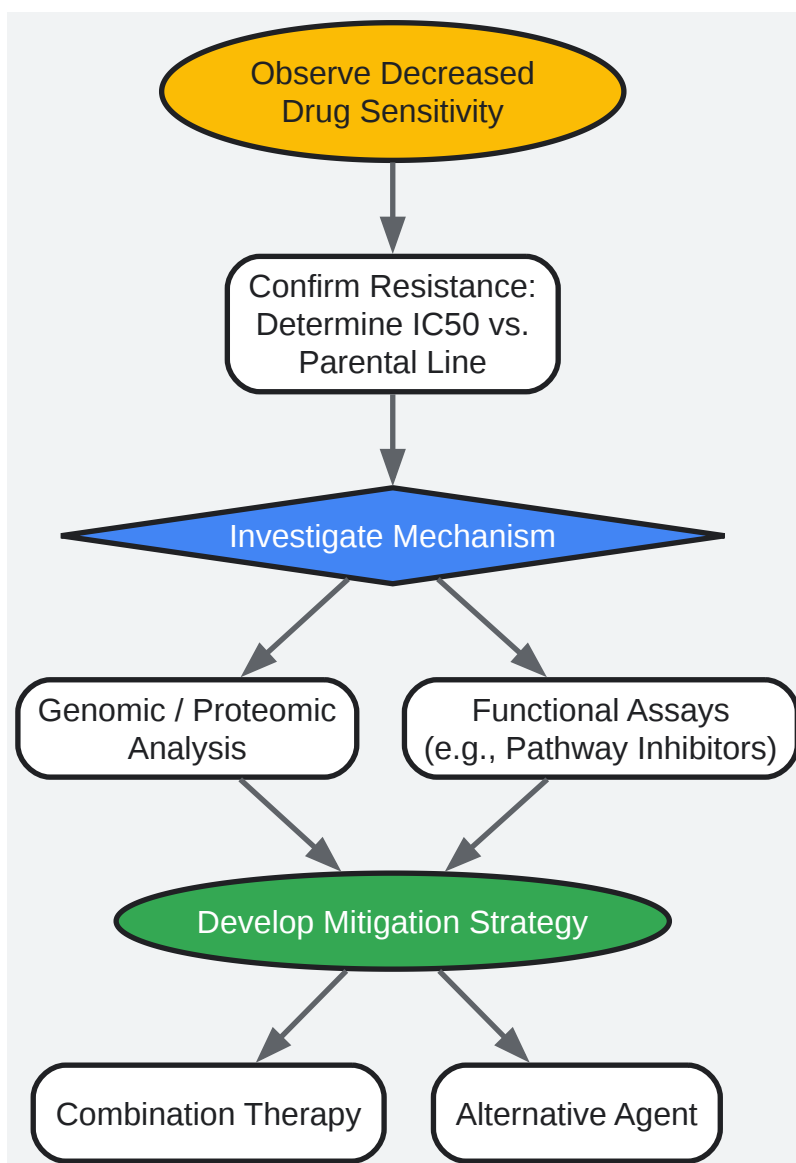 Observe Decreased
Drug Sensitivity
Confirm Resistance:
Determine IC50 vs.
Parental Line
Investigate Mechanism
Genomic / Proteomic
Analysis
Functional Assays
(e.g., Pathway Inhibitors)
Develop Mitigation Strategy
Combination Therapy
Alternative Agent